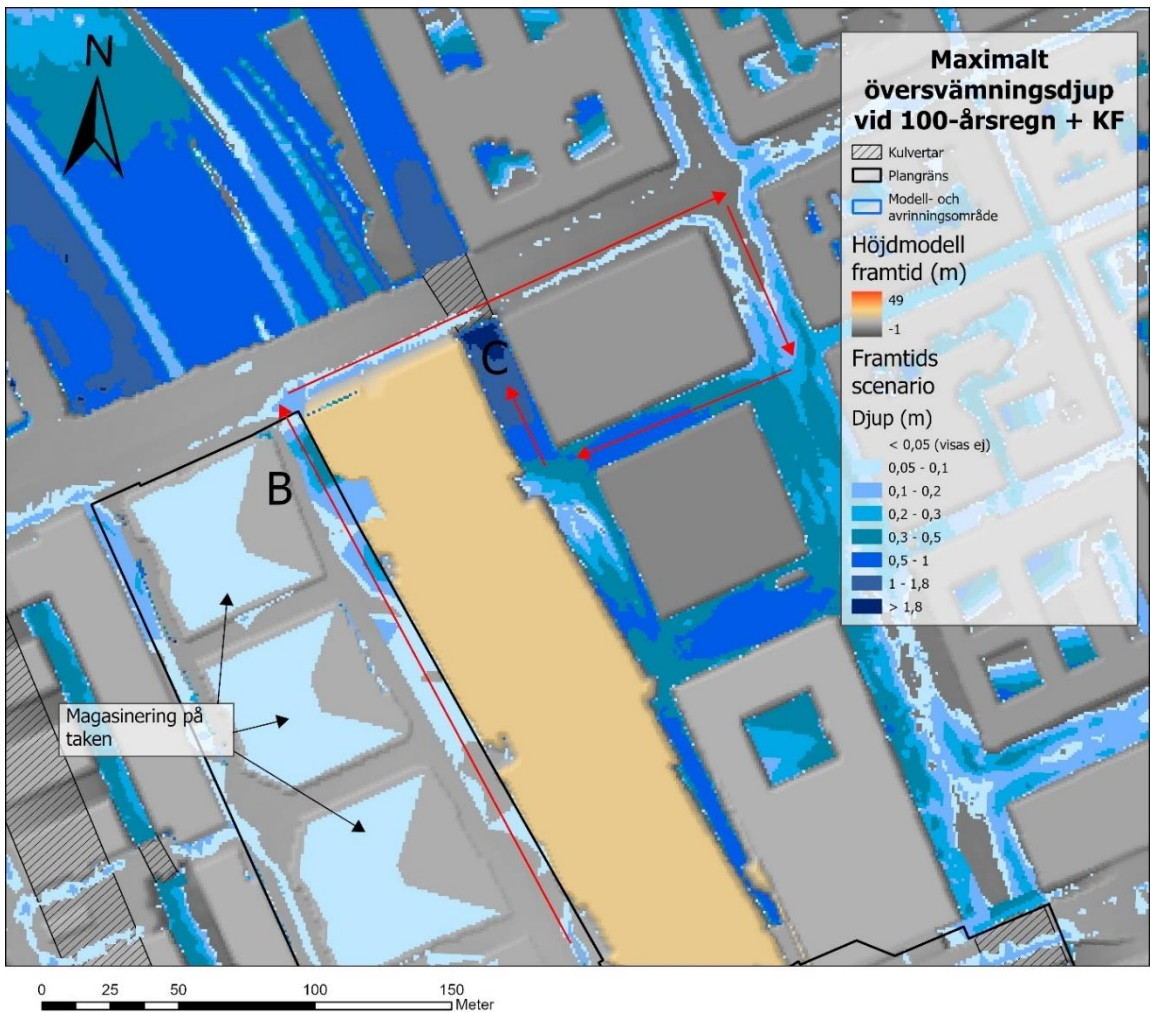 N
Maximalt
översvämningsdjup
vid 100-årsregn + KF
Kulvertar
Plangräns
Modell- och
avrinningsområde
Höjdmodell
framtid (m)
49
-1
Framtids
scenario
Djup (m)
< 0,05 (visas ej)
0,05 - 0,1
0,1 - 0,2
0,2 - 0,3
0,3 - 0,5
0,5 - 1
1 - 1,8
> 1,8
C
B
Magasinering på
taken
0 25 50 100 150
Meter